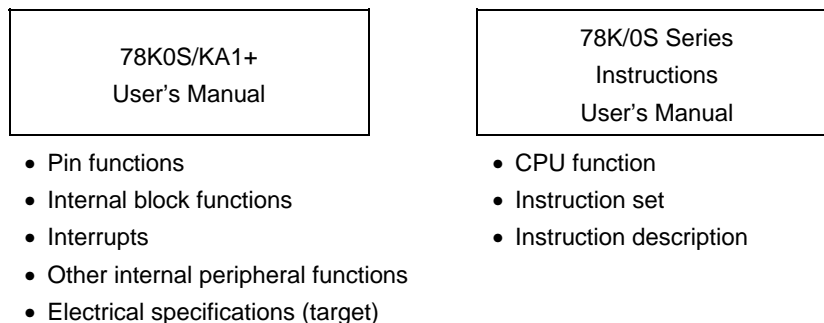 78K0S/KA1+
User's Manual
• Pin functions
• Internal block functions
• Interrupts
• Other internal peripheral functions
• Electrical specifications (target)
78K/0S Series
Instructions
User's Manual
• CPU function
• Instruction set
• Instruction description